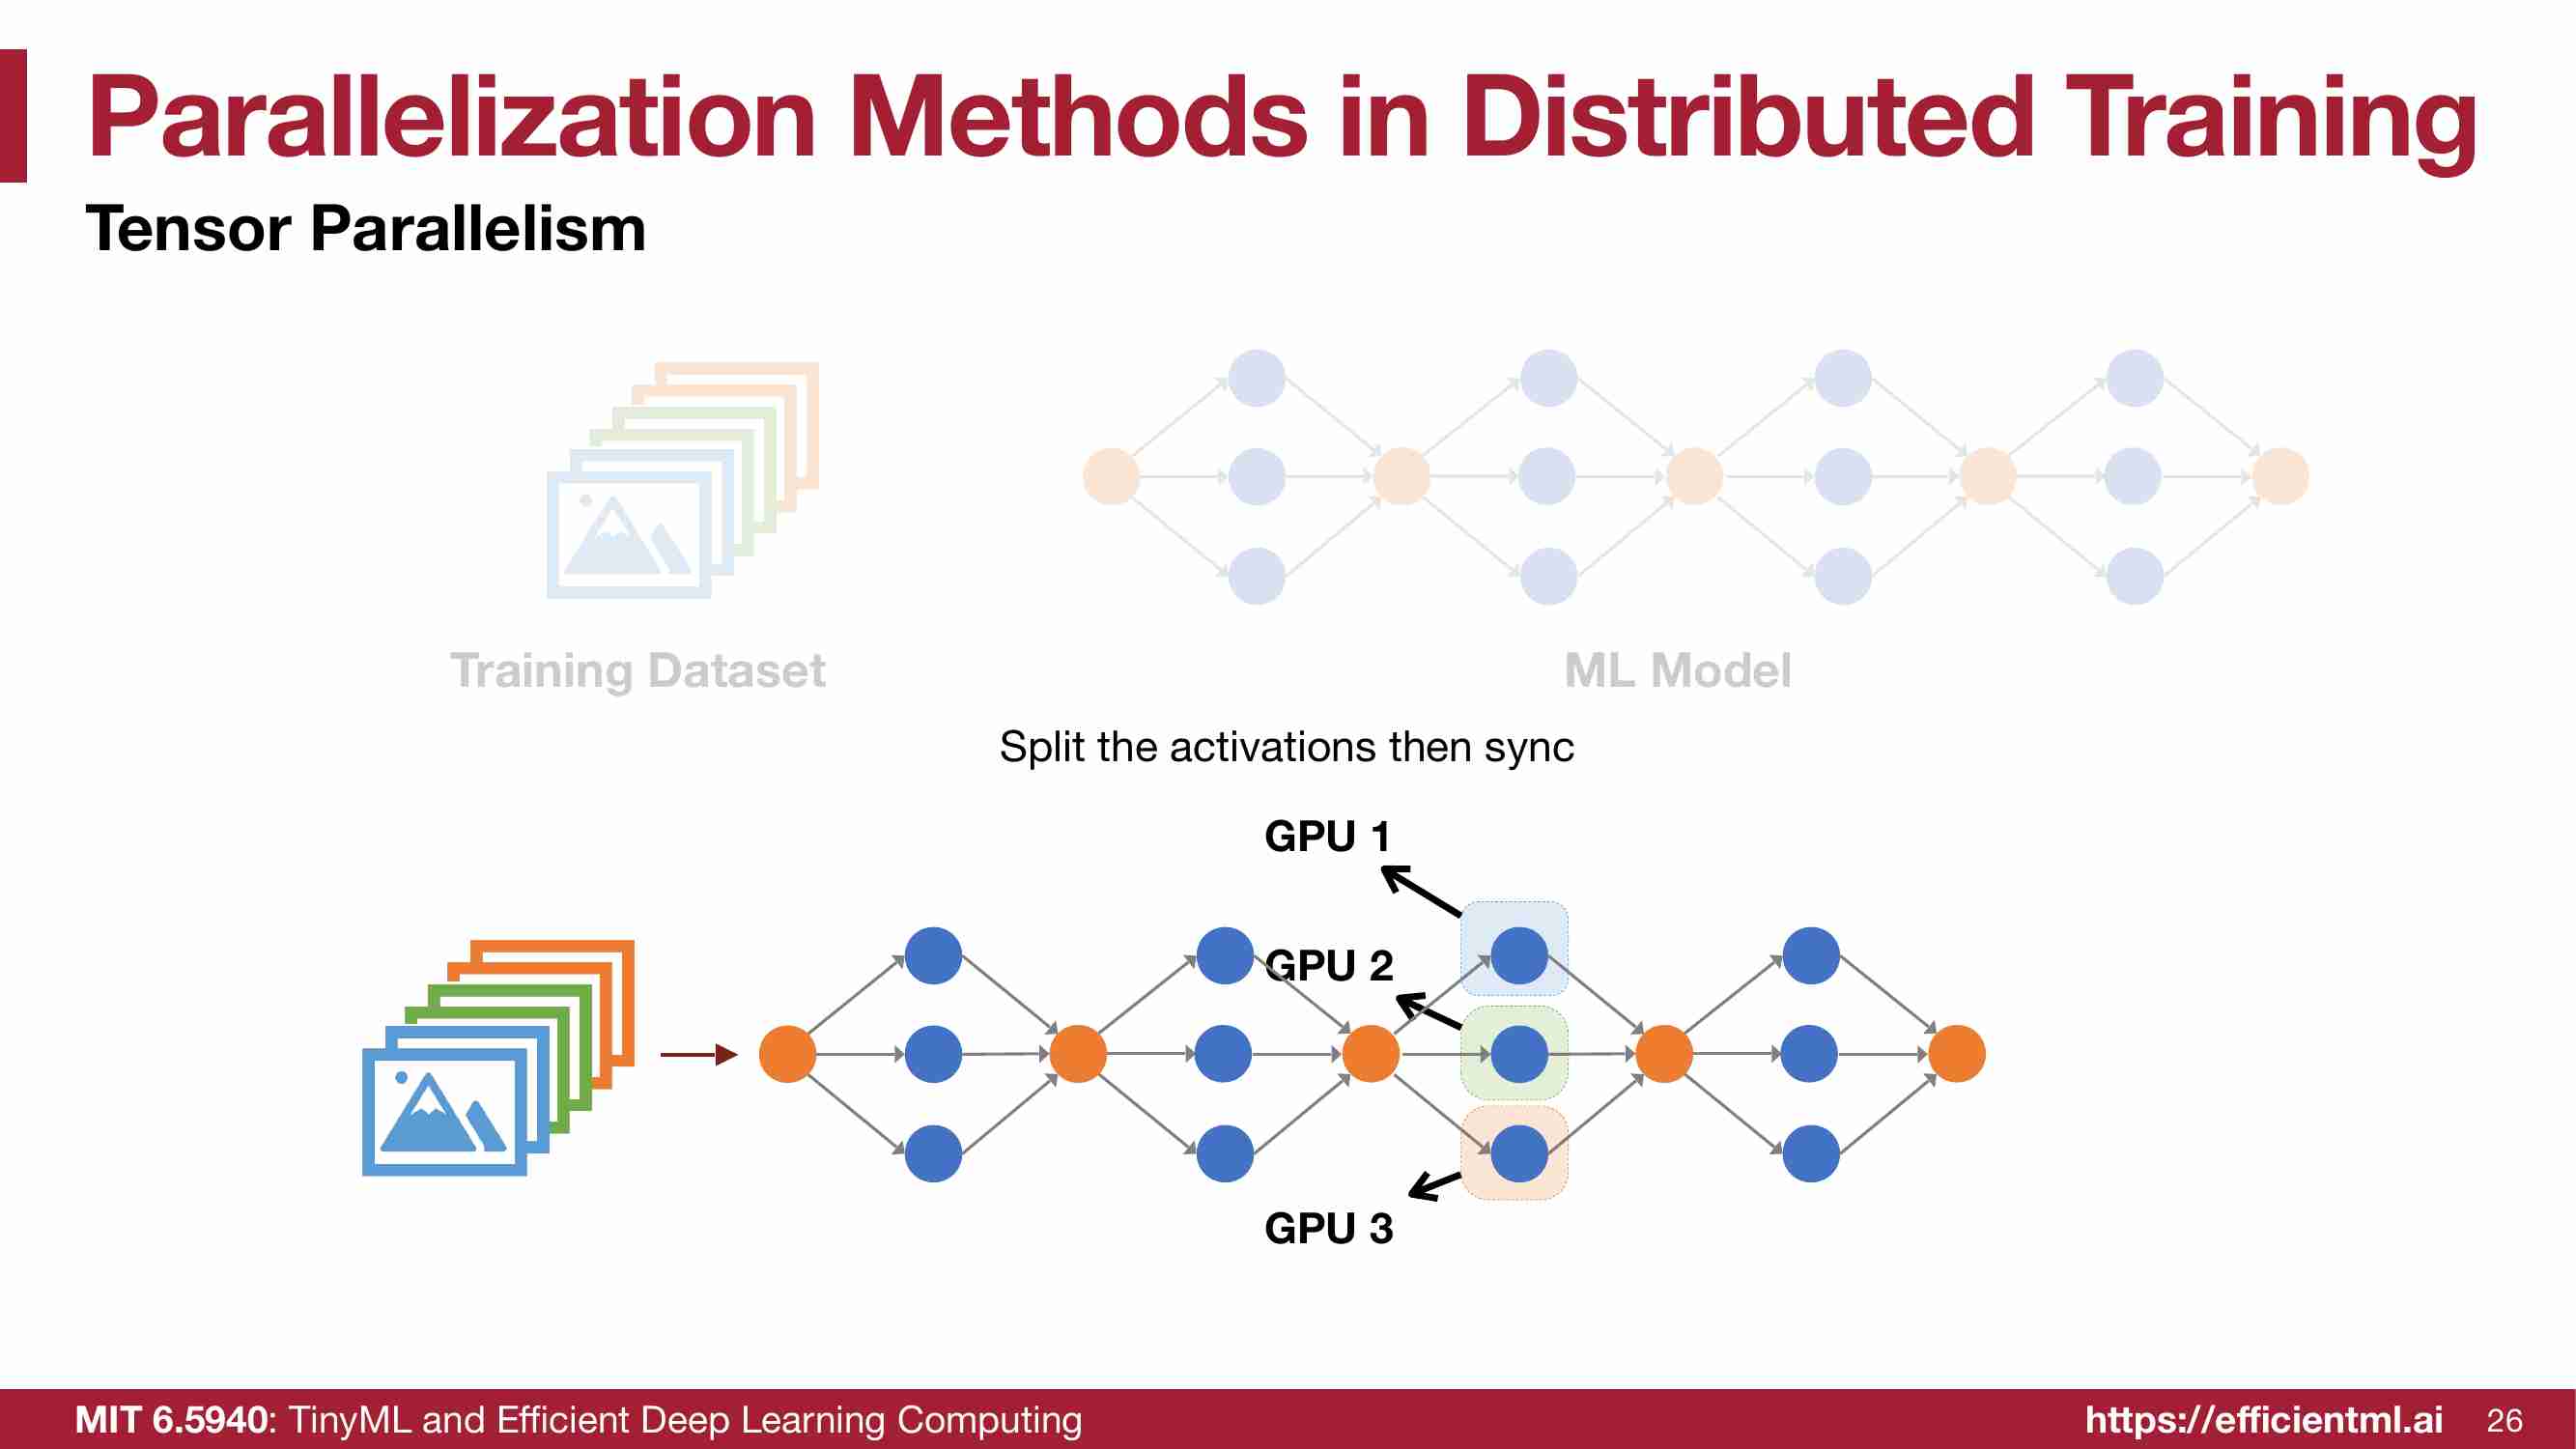 Parallelization Methods in Distributed Training
Tensor Parallelism
Training Dataset
ML Model
Split the activations then sync
GPU 1
GPU 2
GPU 3
MIT 6.5940: TinyML and Efficient Deep Learning Computing
https://efficientml.ai
26